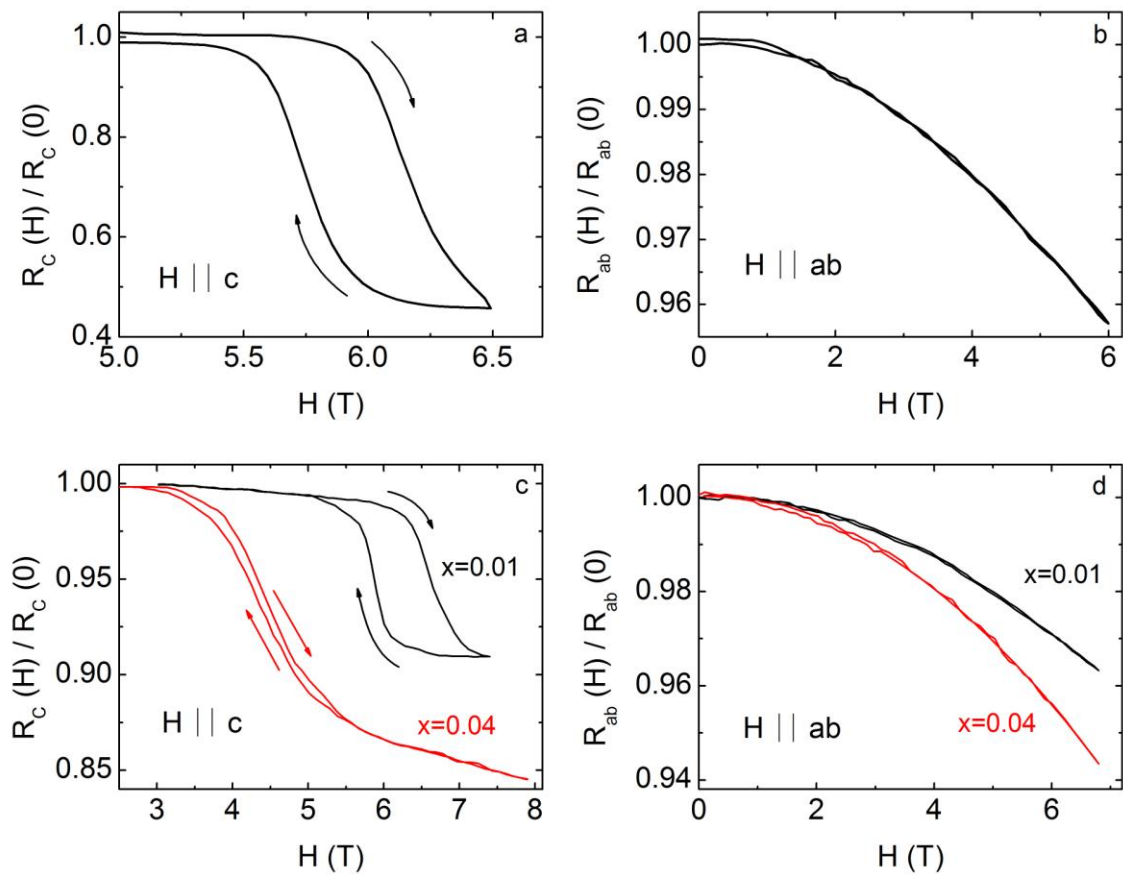 a
R_C (H) / R_C (0)
1.0
0.8
0.6
0.4
H || c
5.0 5.5 6.0 6.5
H (T)
b
R_ab (H) / R_ab (0)
1.00
0.99
0.98
0.97
0.96
H || ab
0 2 4 6
H (T)
c
R_C (H) / R_C (0)
1.00
0.95
0.90
0.85
x=0.01
x=0.04
H || c
3 4 5 6 7 8
H (T)
d
R_ab (H) / R_ab (0)
1.00
0.98
0.96
0.94
x=0.01
x=0.04
H || ab
0 2 4 6
H (T)